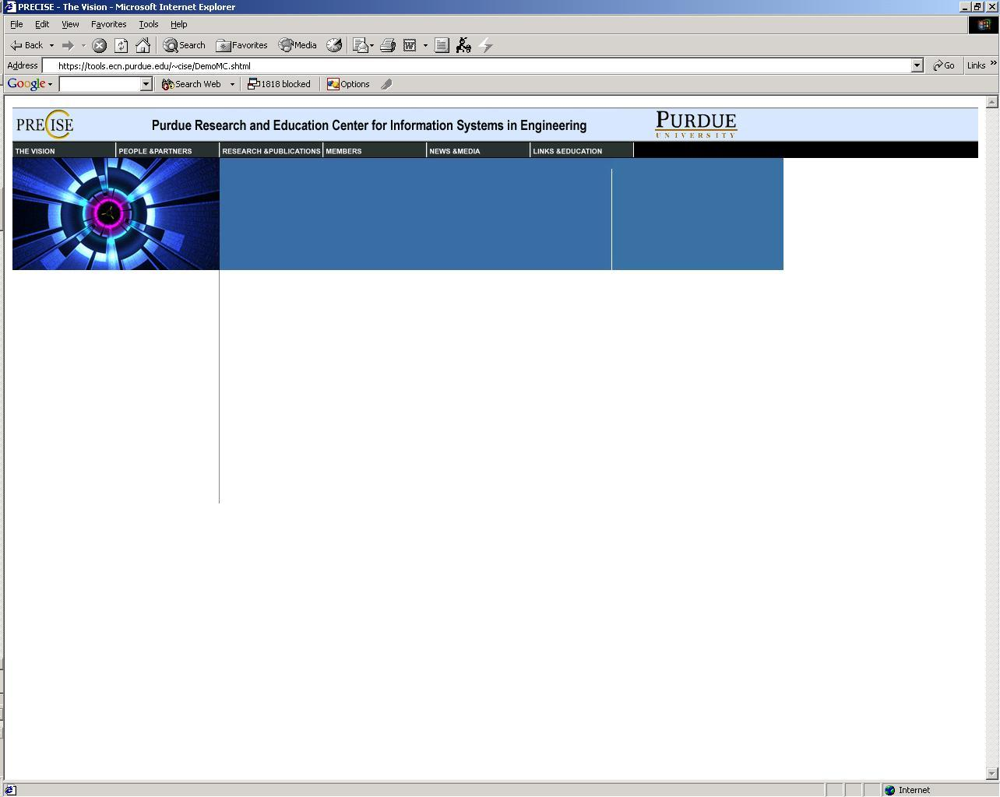 PRECISE - The Vision - Microsoft Internet Explorer
File Edit View Favorites Tools Help
Back Search Favorites Media
Address https://tools.ecn.purdue.edu/~cise/DemoMC.shtml Go Links »
Google Search Web 1818 blocked Options
PRECISE Purdue Research and Education Center for Information Systems in Engineering PURDUE
UNIVERSITY
THE VISION PEOPLE &PARTNERS RESEARCH &PUBLICATIONS MEMBERS NEWS &MEDIA LINKS &EDUCATION
Internet